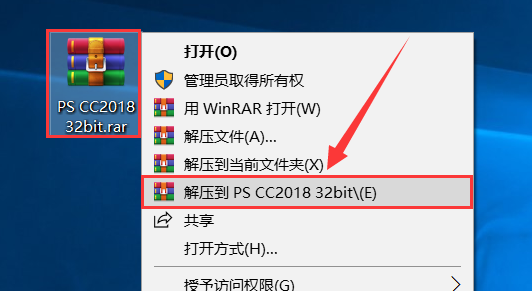 PS CC2018
32bit.rar
打开(O)
管理员取得所有权
用 WinRAR 打开(W)
解压文件(A)...
解压到当前文件夹(X)
解压到 PS CC2018 32bit\(E)
共享
打开方式(H)...
授予访问权限(G)